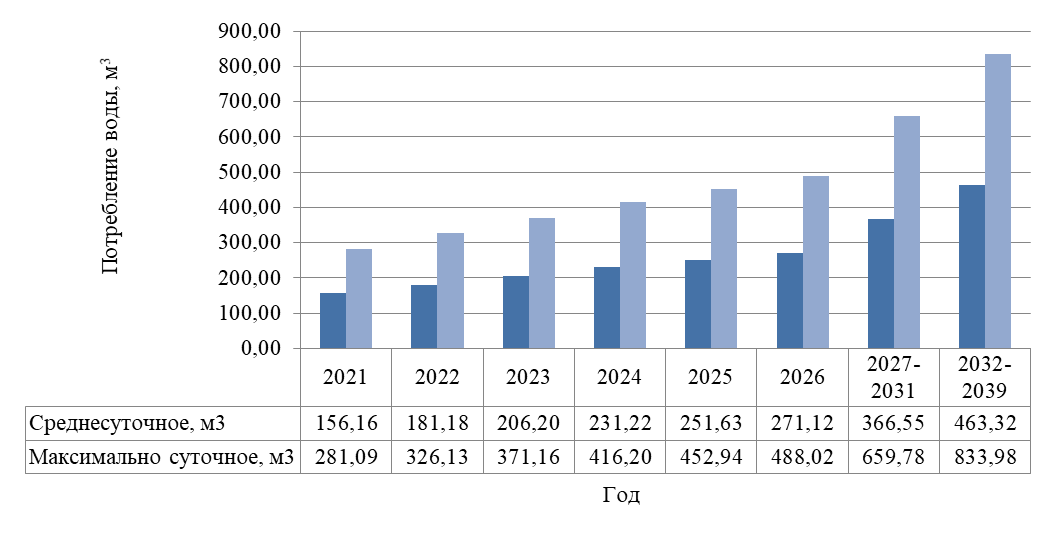 Потребление воды, м3
900,00
800,00
700,00
600,00
500,00
400,00
300,00
200,00
100,00
0,00
2021 2022 2023 2024 2025 2026 2027-2031 2032-2039
Среднесуточное, м3 156,16 181,18 206,20 231,22 251,63 271,12 366,55 463,32
Максимально суточное, м3 281,09 326,13 371,16 416,20 452,94 488,02 659,78 833,98
Год